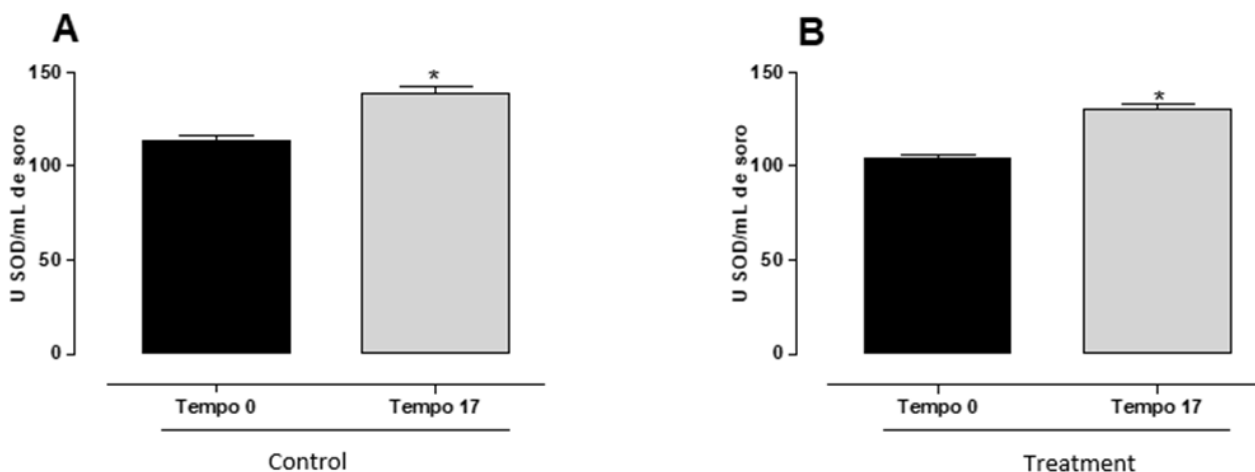 A
U SOD/mL de soro
150
100
50
0
*
Tempo 0
Tempo 17
Control
B
U SOD/mL de soro
150
100
50
0
*
Tempo 0
Tempo 17
Treatment